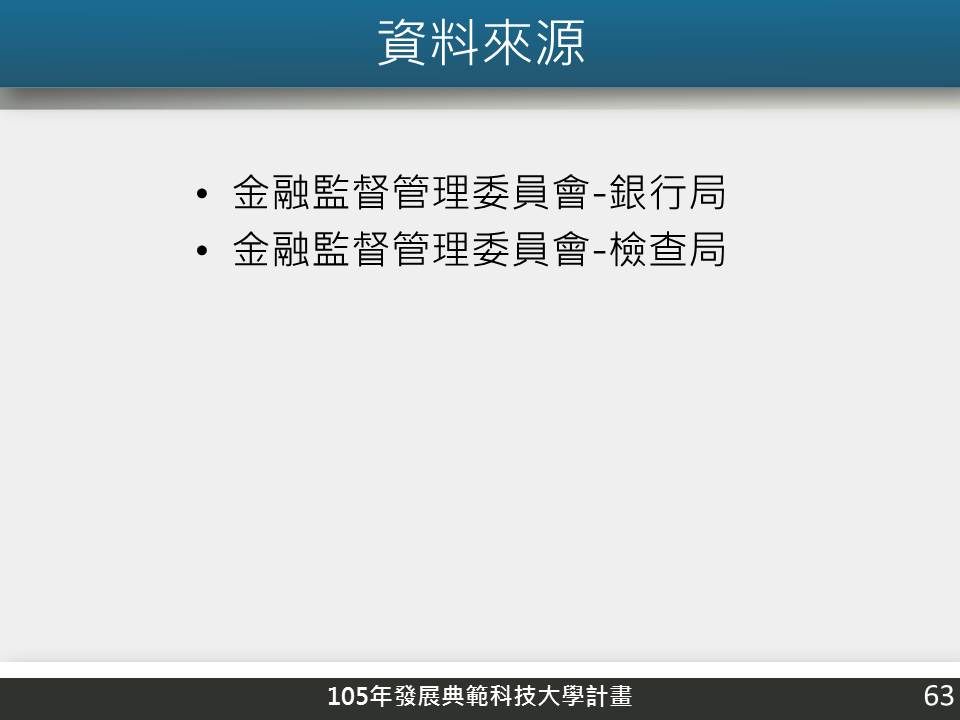 資料來源
• 金融監督管理委員會-銀行局
• 金融監督管理委員會-檢查局
105年發展典範科技大學計畫
63